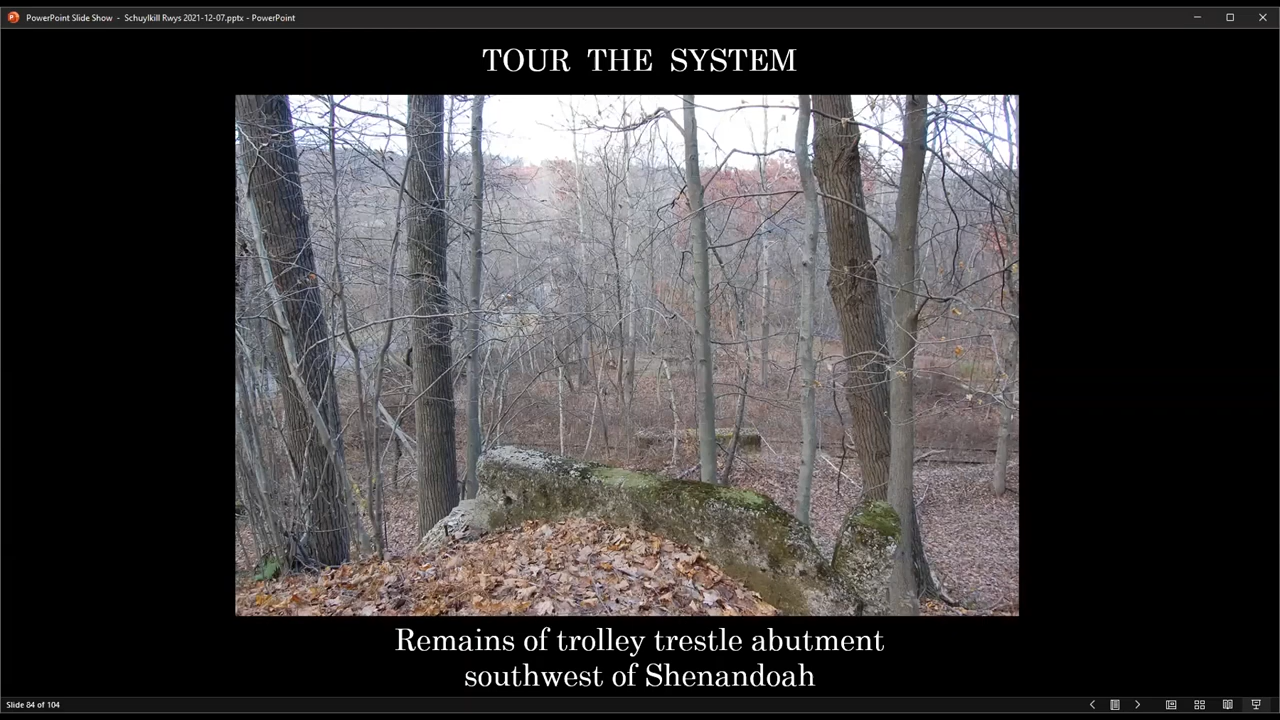 PowerPoint Slide Show - Schuylkill Rwys 2021-12-07.pptx - PowerPoint
TOUR THE SYSTEM
Remains of trolley trestle abutment
southwest of Shenandoah
Slide 84 of 104